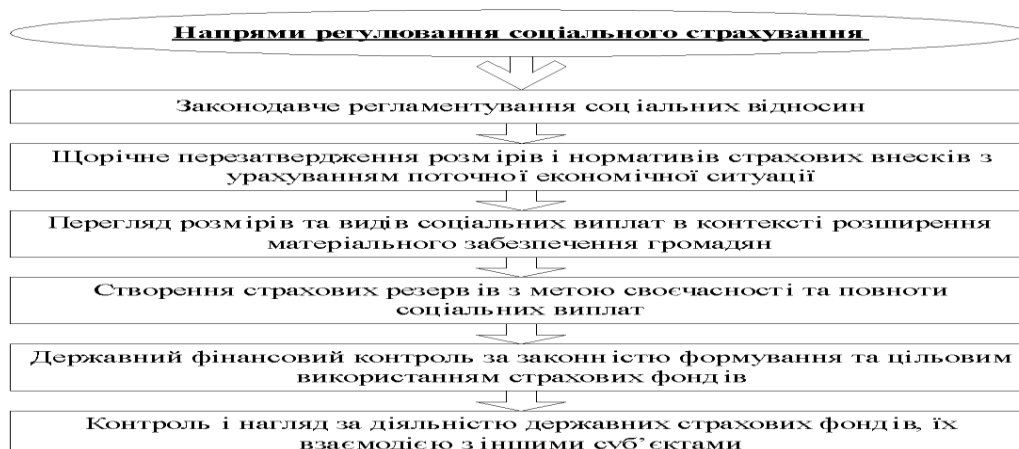 Напрями регулювання соціального страхування
Законодавче регламентування соціальних відносин
Щорічне перезатвердження розмірів і нормативів страхових внесків з
урахуванням поточної економічної ситуації
Перегляд розмірів та видів соціальних виплат в контексті розширення
матеріального забезпечення громадян
Створення страхових резервів з метою своєчасності та повноти
соціальних виплат
Державний фінансовий контроль за законністю формування та цільовим
використанням страхових фондів
Контроль і нагляд за діяльністю державних страхових фондів, їх
взаємодією з іншими суб’єктами